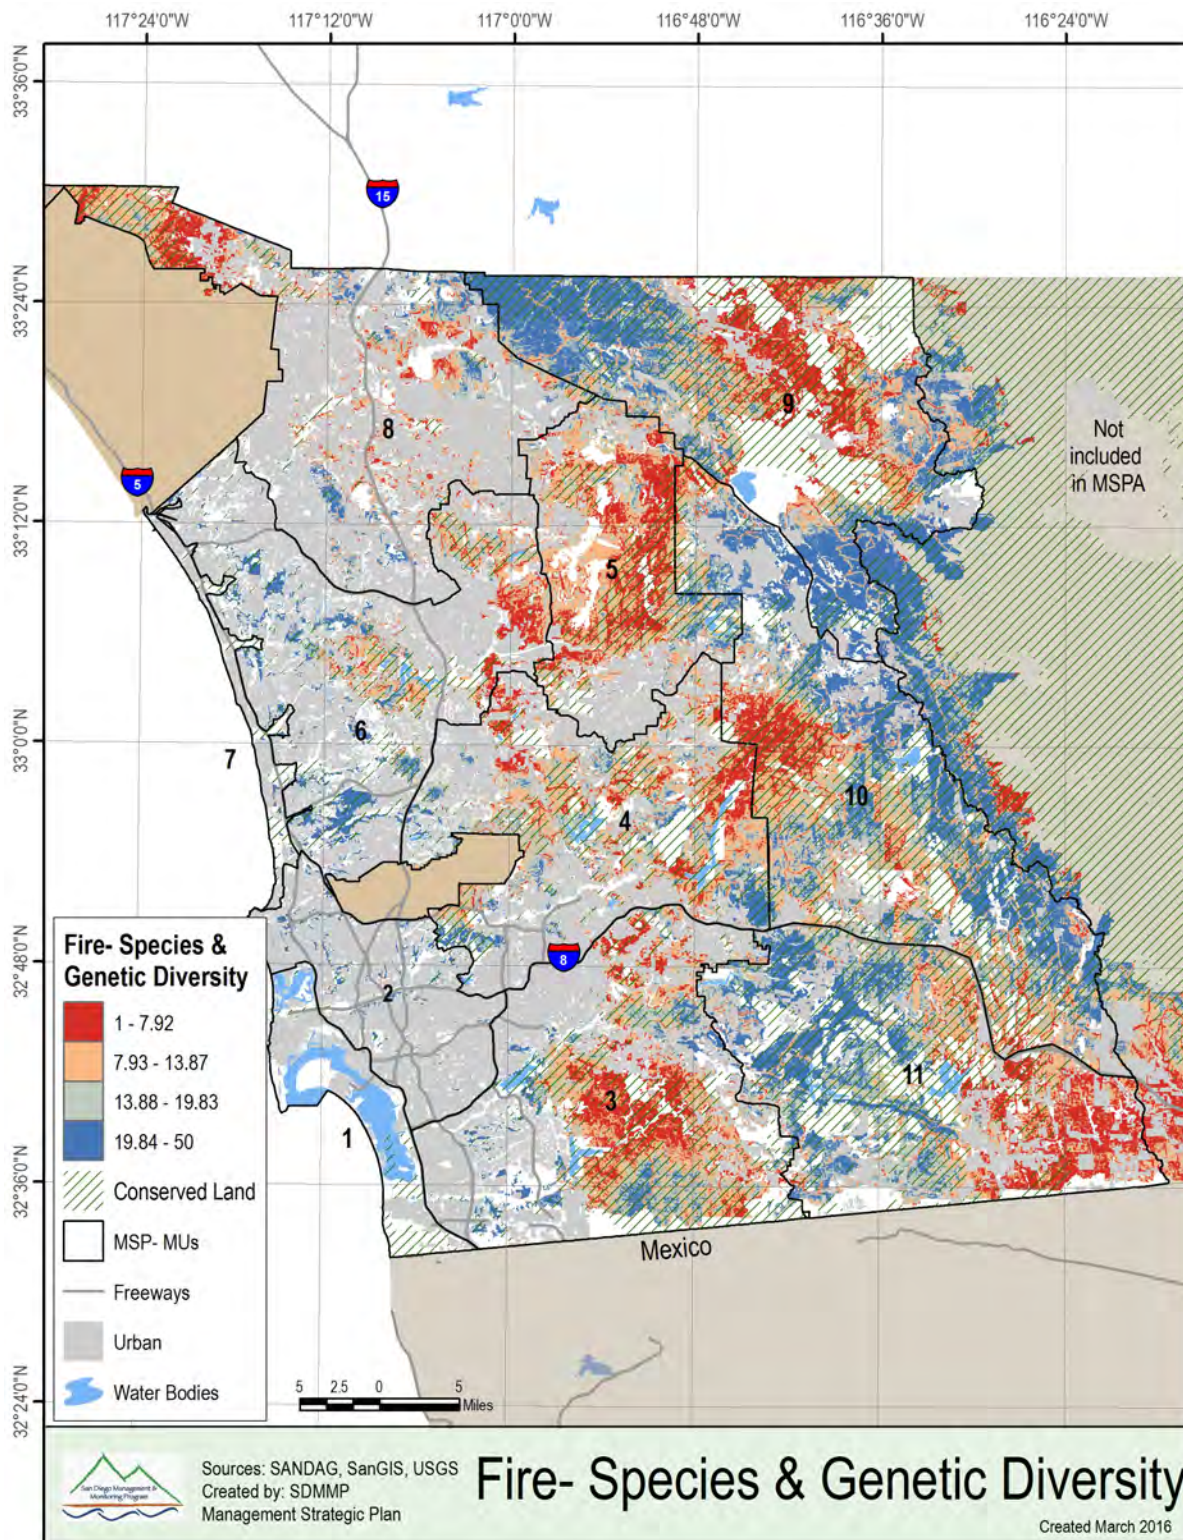 117°24'0"W 117°12'0"W 117°0'0"W 116°48'0"W 116°36'0"W 116°24'0"W
33°36'0"N
15
33°24'0"N
9
8
Not
included
in MSPA
5
33°12'0"N
5
33°0'0"N
6
7
10
4
32°48'0"N
8
2
11
3
1
32°36'0"N
Mexico
32°24'0"N
Fire- Species &
Genetic Diversity
1 - 7.92
7.93 - 13.87
13.88 - 19.83
19.84 - 50
Conserved Land
MSP- MUs
Freeways
Urban
Water Bodies
5 2.5 0 5
Miles
San Diego Management &
Monitoring Program
Sources: SANDAG, SanGIS, USGS
Created by: SDMMP
Management Strategic Plan
Fire- Species & Genetic Diversity
Created March 2016